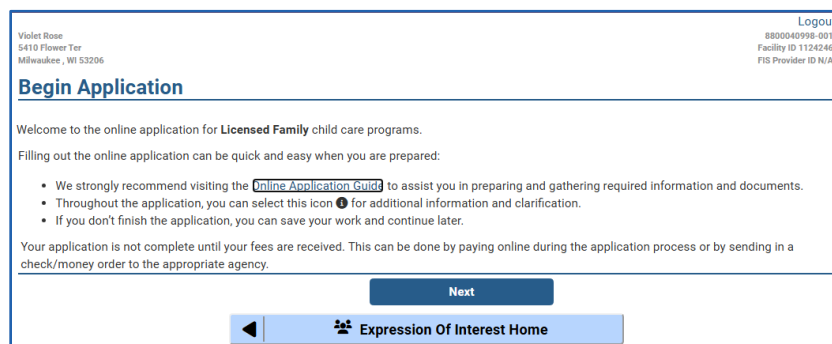 Logou
Violet Rose
8800040998-001
5410 Flower Ter
Facility ID 1124246
Milwaukee , WI 53206
FIS Provider ID N/A
Begin Application
Welcome to the online application for Licensed Family child care programs.
Filling out the online application can be quick and easy when you are prepared:
• We strongly recommend visiting the Online Application Guide to assist you in preparing and gathering required information and documents.
• Throughout the application, you can select this icon for additional information and clarification.
• If you don't finish the application, you can save your work and continue later.
Your application is not complete until your fees are received. This can be done by paying online during the application process or by sending in a
check/money order to the appropriate agency.
Next
Expression Of Interest Home